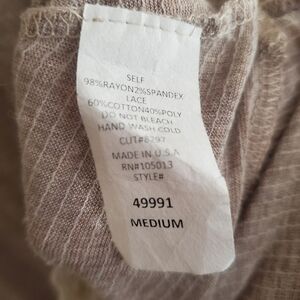 SELF
98%RAYON2%SPANDEX
LACE
60%COTTON40%POLY
DO NOT BLEACH
HAND WASH COLD
CUT#8797
MADE IN U.S.A
RN#105013
STYLE#
49991
MEDIUM